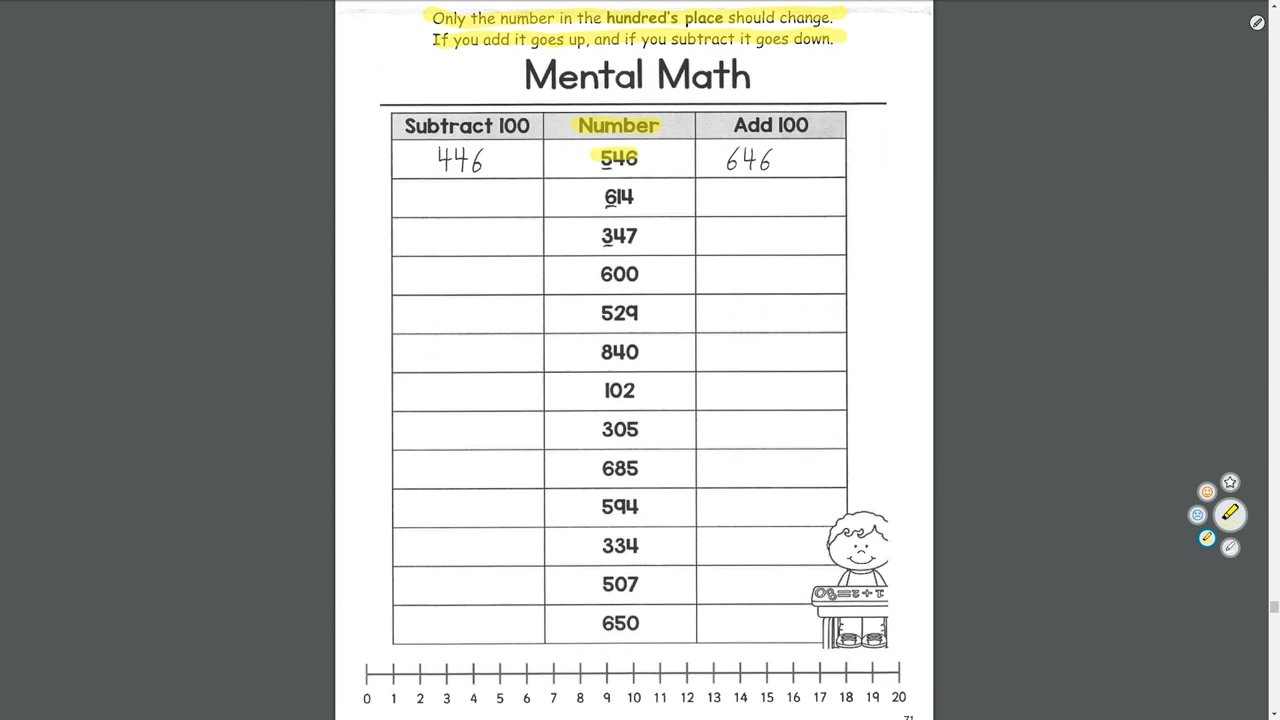 Only the number in the hundred's place should change.
If you add it goes up, and if you subtract it goes down.
Mental Math
Subtract 100 Number Add 100
446 546 646
614
347
600
529
840
102
305
685
594
334
507
650
1+2=80
0 1 2 3 4 5 6 7 8 9 10 11 12 13 14 15 16 17 18 19 20